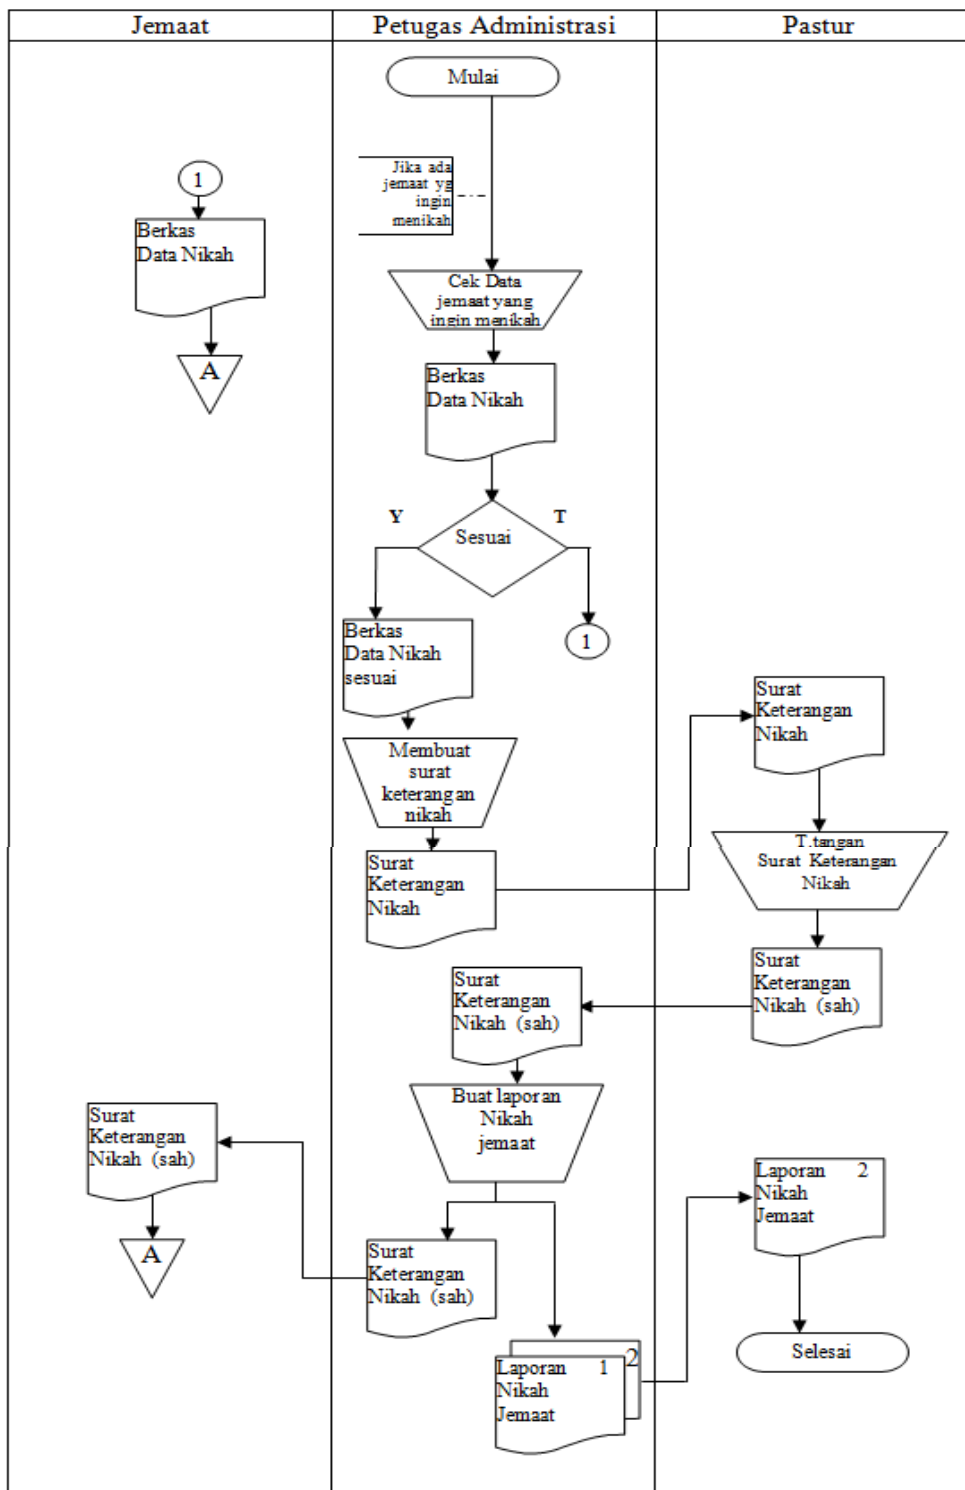 Jemaat
Petugas Administrasi
Pastur
Mulai
Jika ada
jemaat yg
ingin
menikah
1
Berkas
Data Nikah
A
Cek Data
jemaat yang
ingin menikah
Berkas
Data Nikah
Y
T
Sesuai
1
Berkas
Data Nikah
sesuai
Membuat
surat
keterangan
nikah
Surat
Keterangan
Nikah
Surat
Keterangan
Nikah
T.tangan
Surat Keterangan
Nikah
Surat
Keterangan
Nikah (sah)
Surat
Keterangan
Nikah (sah)
Buat laporan
Nikah
jemaat
Surat
Keterangan
Nikah (sah)
A
Surat
Keterangan
Nikah (sah)
2
Laporan 1
Nikah
Jemaat
Laporan 2
Nikah
Jemaat
Selesai